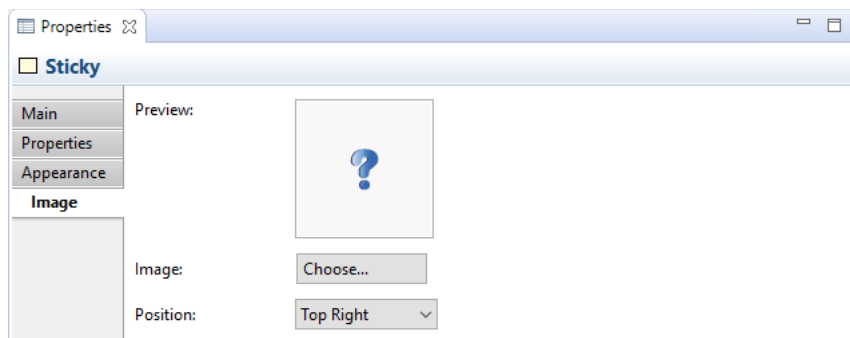 Properties
Sticky
Main
Properties
Appearance
Image
Preview:
Image:
Choose...
Position:
Top Right